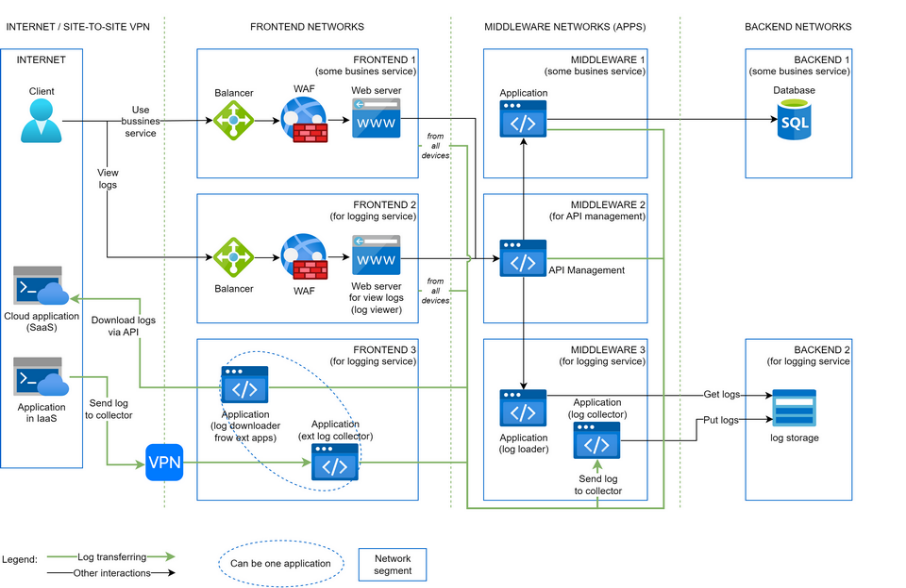 INTERNET / SITE-TO-SITE VPN
FRONTEND NETWORKS
MIDDLEWARE NETWORKS (APPS)
BACKEND NETWORKS
INTERNET
Client
Use
bussines
service
View
logs
Cloud application
(SaaS)
Download logs
via API
Application
in IaaS
Send log
to collector
VPN
FRONTEND 1
(some busines service)
Balancer
WAF
Web server
WWW
from
all
devices
FRONTEND 2
(for logging service)
Balancer
WAF
WWW
Web server
for view logs
(log viewer)
from
all
devices
FRONTEND 3
(for logging service)
Application
(log downloader
frow ext apps)
Application
(ext log collector)
MIDDLEWARE 1
(some busines service)
Application
MIDDLEWARE 2
(for API management)
API Management
MIDDLEWARE 3
(for logging service)
Application
(log loader)
Application
(log collector)
Send log
to collector
BACKEND 1
(some busines service)
Database
SQL
BACKEND 2
(for logging service
Get logs
Put logs
log storage
Legend:
Log transferring
Other interactions
Can be one application
Network
segment